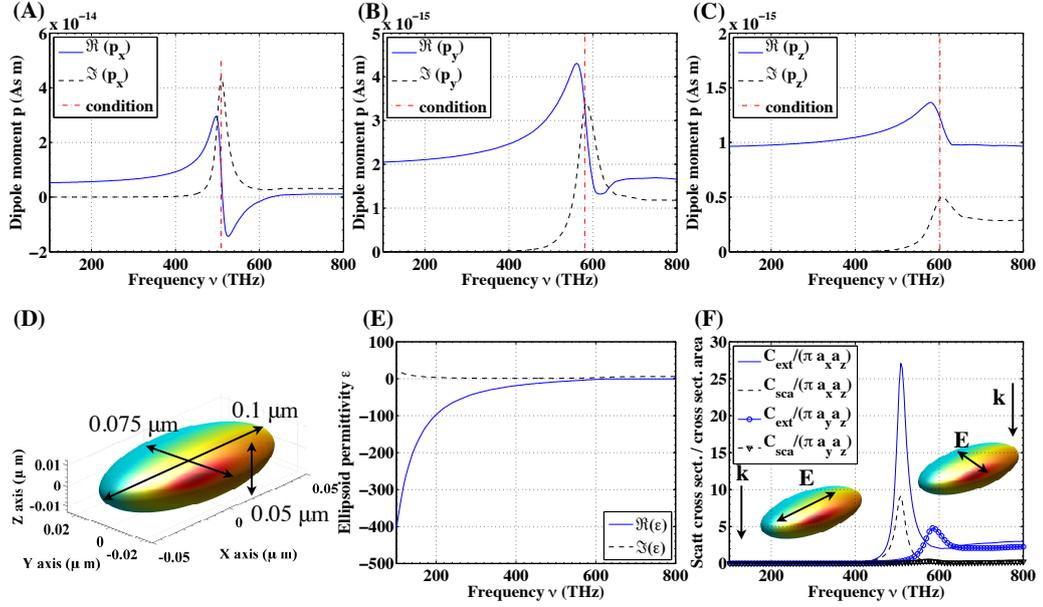 (A)
x 10⁻¹⁴
6
4
2
0
−2
200 400 600 800
Dipole moment p (As m)
Frequency ν (THz)
ℜ (pₓ)
ℑ (pₓ)
condition
(B)
x 10⁻¹⁵
5
4
3
2
1
0
200 400 600 800
Dipole moment p (As m)
Frequency ν (THz)
ℜ (p_y)
ℑ (p_y)
condition
(C)
x 10⁻¹⁵
2
1.5
1
0.5
0
200 400 600 800
Dipole moment p (As m)
Frequency ν (THz)
ℜ (p_z)
ℑ (p_z)
condition
(D)
0.075 μm
0.1 μm
0.05 μm
0.01
0
-0.01
Z axis (μ m)
0.02
0
-0.02
Y axis (μ m)
-0.05
0
0.05
X axis (μ m)
(E)
100
0
−100
−200
−300
−400
−500
200 400 600 800
Ellipsoid permittivity ε
Frequency ν (THz)
ℜ(ε)
ℑ(ε)
(F)
30
25
20
15
10
5
0
200 400 600 800
Scatt cross sect./ cross sect. area
Frequency ν (THz)
C_ext/(π a_x a_z)
C_sca/(π a_x a_z)
C_ext/(π a_y a_z)
C_sca/(π a_y a_z)
k
E
E
k